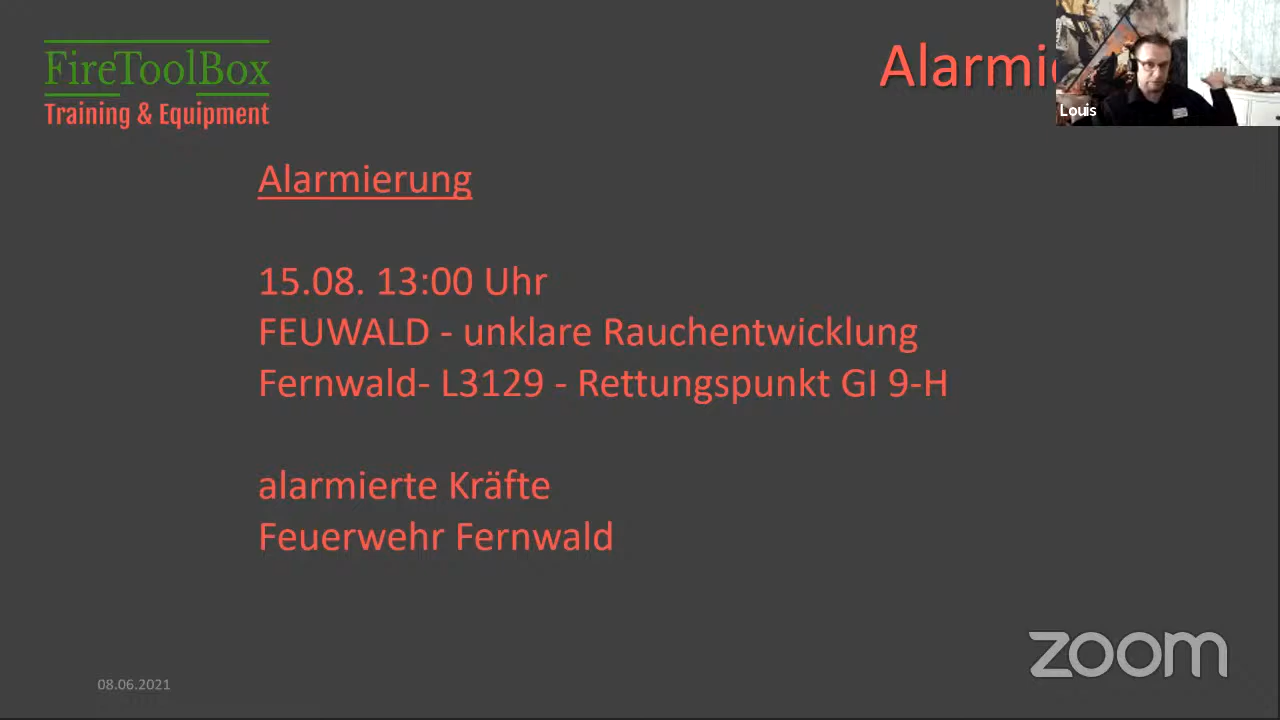 FireToolBox
Training & Equipment
Louis
Alarmierung
15.08. 13:00 Uhr
FEUWALD - unklare Rauchentwicklung
Fernwald- L3129 - Rettungspunkt GI 9-H
alarmierte Kräfte
Feuerwehr Fernwald
zoom
08.06.2021